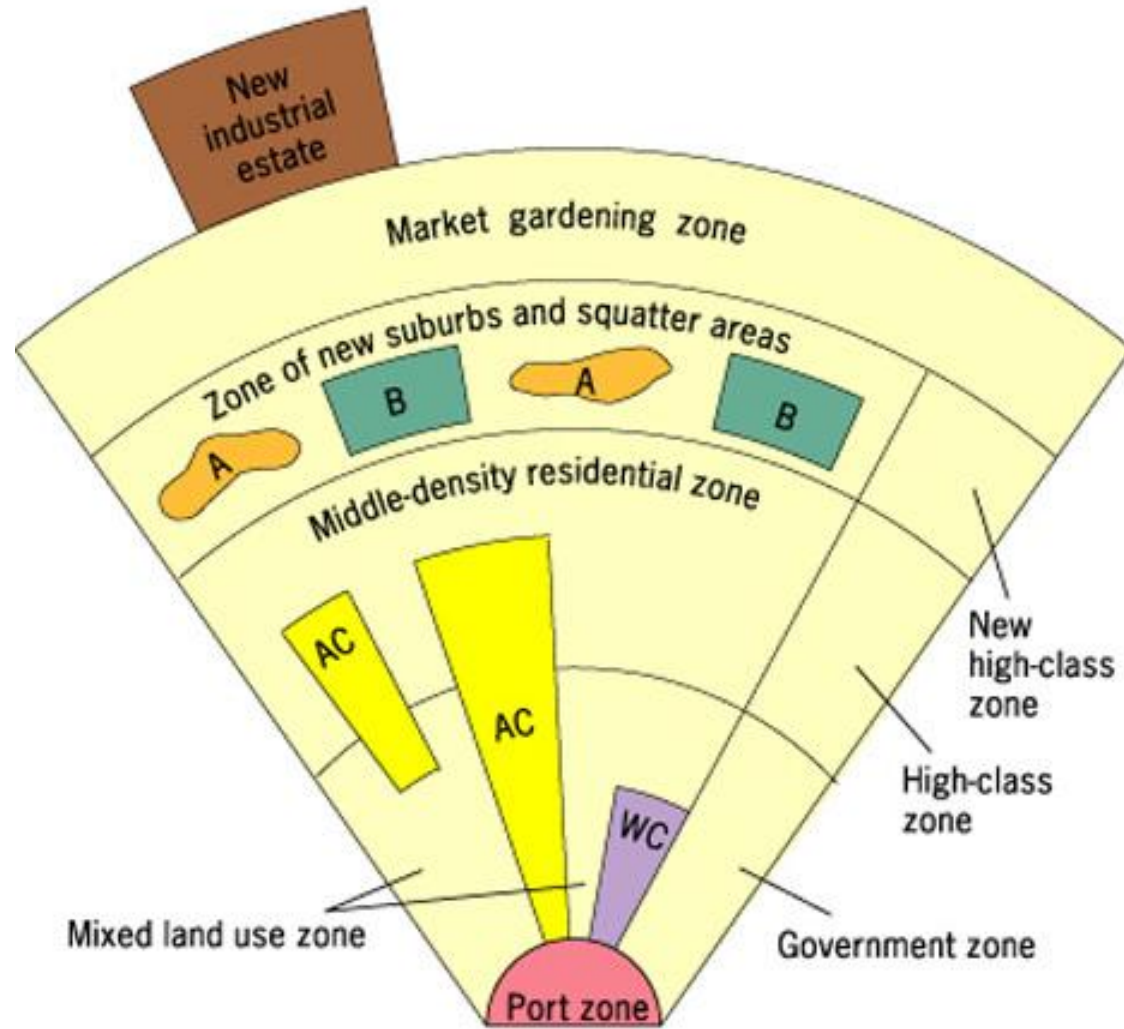 New
industrial
estate
Market gardening zone
Zone of new suburbs and squatter areas
A
B
A
B
Middle-density residential zone
AC
AC
WC
New
high-class
zone
High-class
zone
Mixed land use zone
Government zone
Port zone